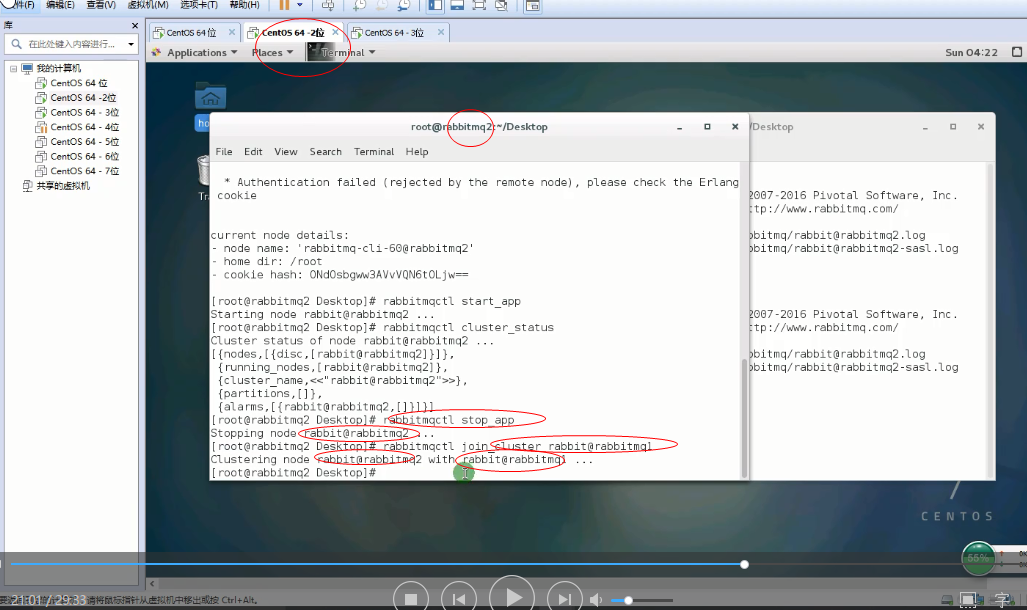 件(F) 编辑(E) 查看(V) 虚拟机(M) 选项卡(T) 帮助(H)
库
在此处键入内容进行...
我的计算机
CentOS 64 位
CentOS 64 -2位
CentOS 64 - 3位
CentOS 64 - 4位
CentOS 64 - 5位
CentOS 64 - 6位
CentOS 64 - 7位
共享的虚拟机
CentOS 64 位 CentOS 64 -2位 CentOS 64 - 3位
Applications Places Terminal Sun 04:22
root@rabbitmq2:~/Desktop
/Desktop
File Edit View Search Terminal Help
* Authentication failed (rejected by the remote node), please check the Erlang
cookie
current node details:
- node name: 'rabbitmq-cli-60@rabbitmq2'
- home dir: /root
- cookie hash: ONdOsbgww3AVvVQN6tOLjw==
[root@rabbitmq2 Desktop]# rabbitmqctl start_app
Starting node rabbit@rabbitmq2 ...
[root@rabbitmq2 Desktop]# rabbitmqctl cluster_status
Cluster status of node rabbit@rabbitmq2 ...
[{nodes,[{disc,[rabbit@rabbitmq2]}]},
{running_nodes,[rabbit@rabbitmq2]},
{cluster_name,<<"rabbit@rabbitmq2">>},
{partitions,[]},
{alarms,[{rabbit@rabbitmq2,[]}]}]
[root@rabbitmq2 Desktop]# rabbitmqctl stop_app
Stopping node rabbit@rabbitmq2 ...
[root@rabbitmq2 Desktop]# rabbitmqctl join_cluster rabbit@rabbitmq1
Clustering node rabbit@rabbitmq2 with rabbit@rabbitmq1 ...
[root@rabbitmq2 Desktop]#
2007-2016 Pivotal Software, Inc.
ttp://www.rabbitmq.com/
bmq/rabbit@rabbitmq2.log
bmq/rabbit@rabbitmq2-sasl.log
2007-2016 Pivotal Software, Inc.
ttp://www.rabbitmq.com/
bmq/rabbit@rabbitmq2.log
bmq/rabbit@rabbitmq2-sasl.log
7
CENTOS
55%
21:01 / 29:33
请将鼠标指针从虚拟机中移出或按 Ctrl+Alt。
字